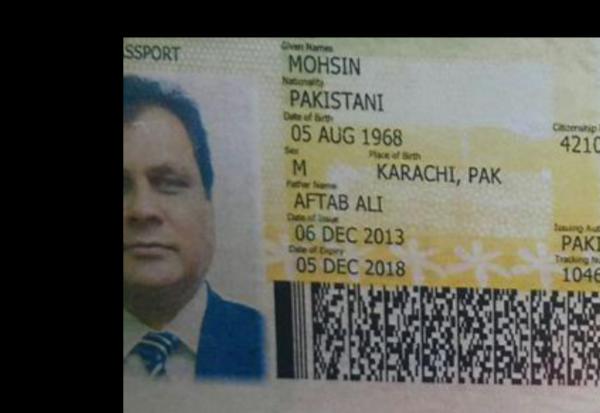 SSPORT
Given Names
MOHSIN
Nationality
PAKISTANI
Date of Birth
05 AUG 1968
Citizenship
4210
Sex
Place of Birth
M
KARACHI, PAK
Father Name
AFTAB ALI
Date of Issue
06 DEC 2013
Issuing Aut
PAKI
Date of Expiry
05 DEC 2018
Tracking Nu
1046